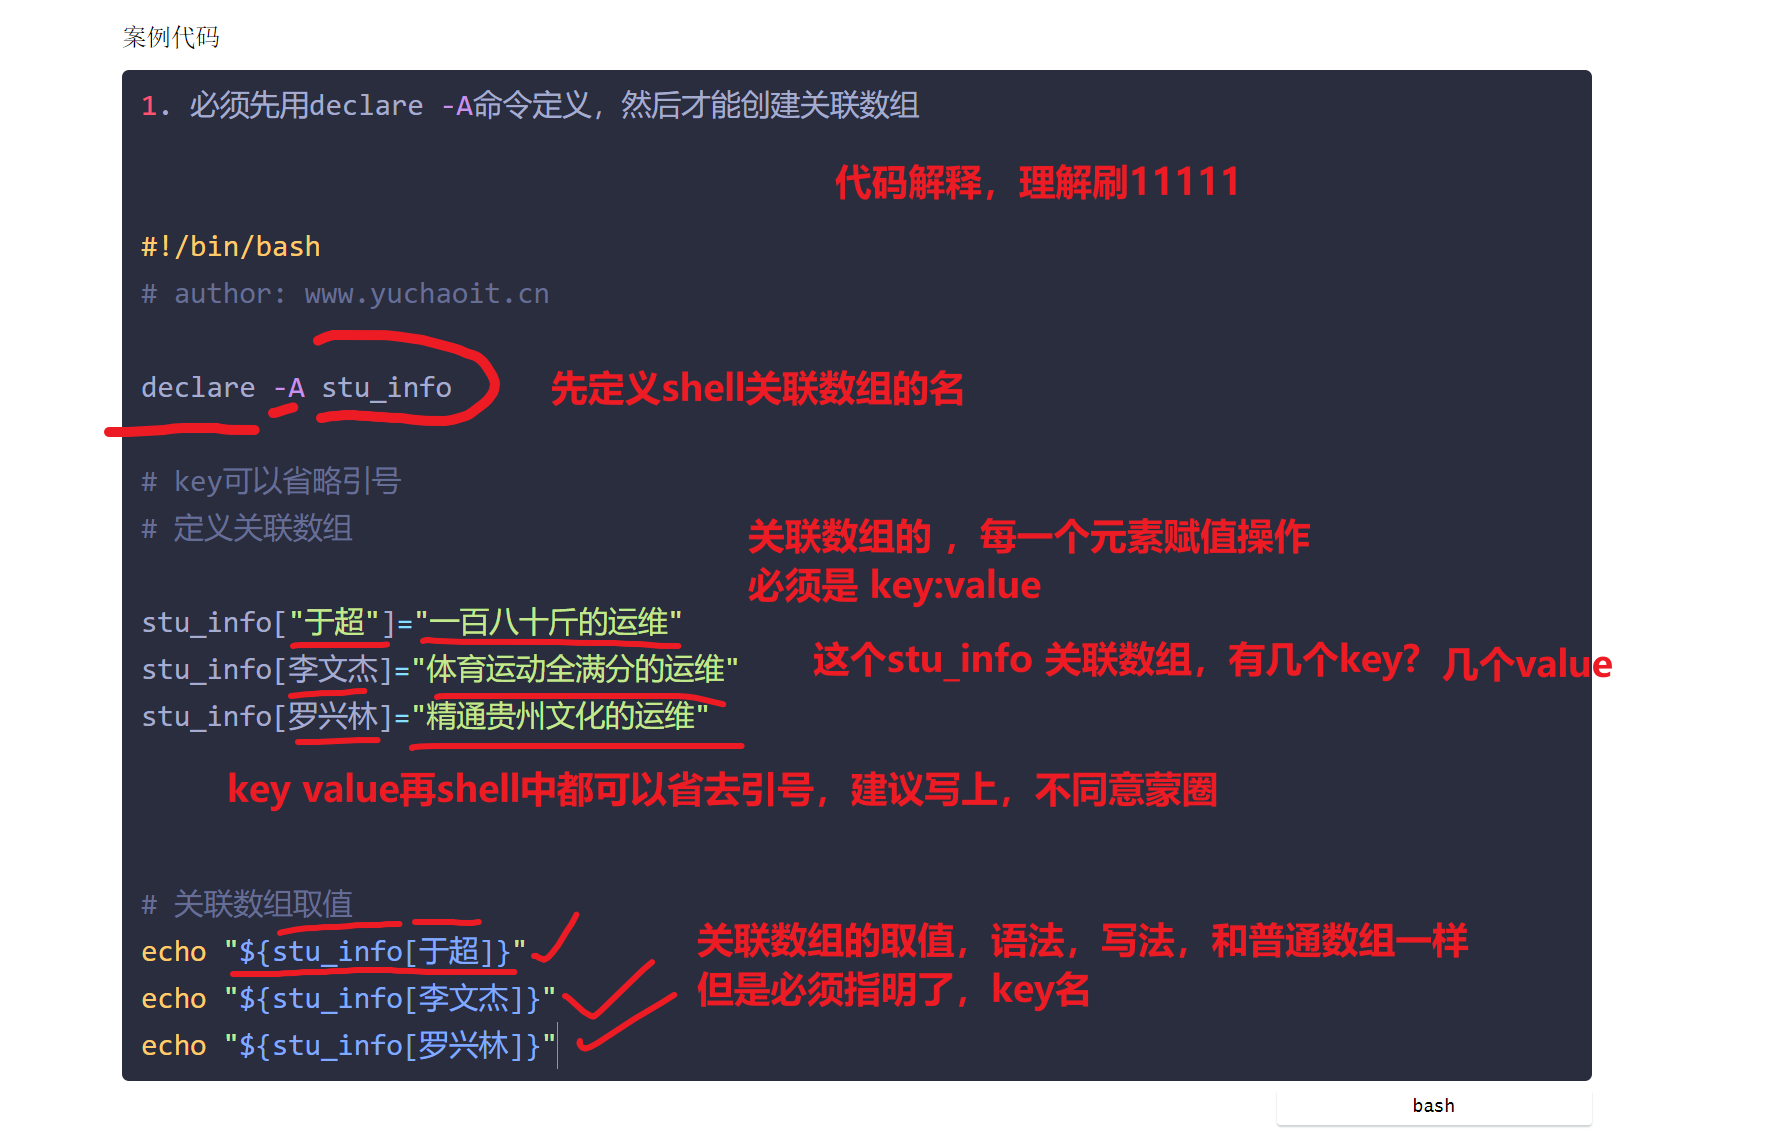 案例代码
1. 必须先用declare -A命令定义，然后才能创建关联数组
代码解释，理解刷11111
#!/bin/bash
# author: www.yuchaoit.cn
declare -A stu_info
先定义shell关联数组的名
# key可以省略引号
# 定义关联数组
关联数组的 ，每一个元素赋值操作
必须是 key:value
stu_info["于超"]="一百八十斤的运维"
stu_info[李文杰]="体育运动全满分的运维"
这个stu_info 关联数组，有几个key? 几个value
stu_info[罗兴林]="精通贵州文化的运维"
key value再shell中都可以省去引号，建议写上，不同意蒙圈
# 关联数组取值
echo "${stu_info[于超]}"
关联数组的取值，语法，写法，和普通数组一样
但是必须指明了，key名
echo "${stu_info[李文杰]}"
echo "${stu_info[罗兴林]}"
bash